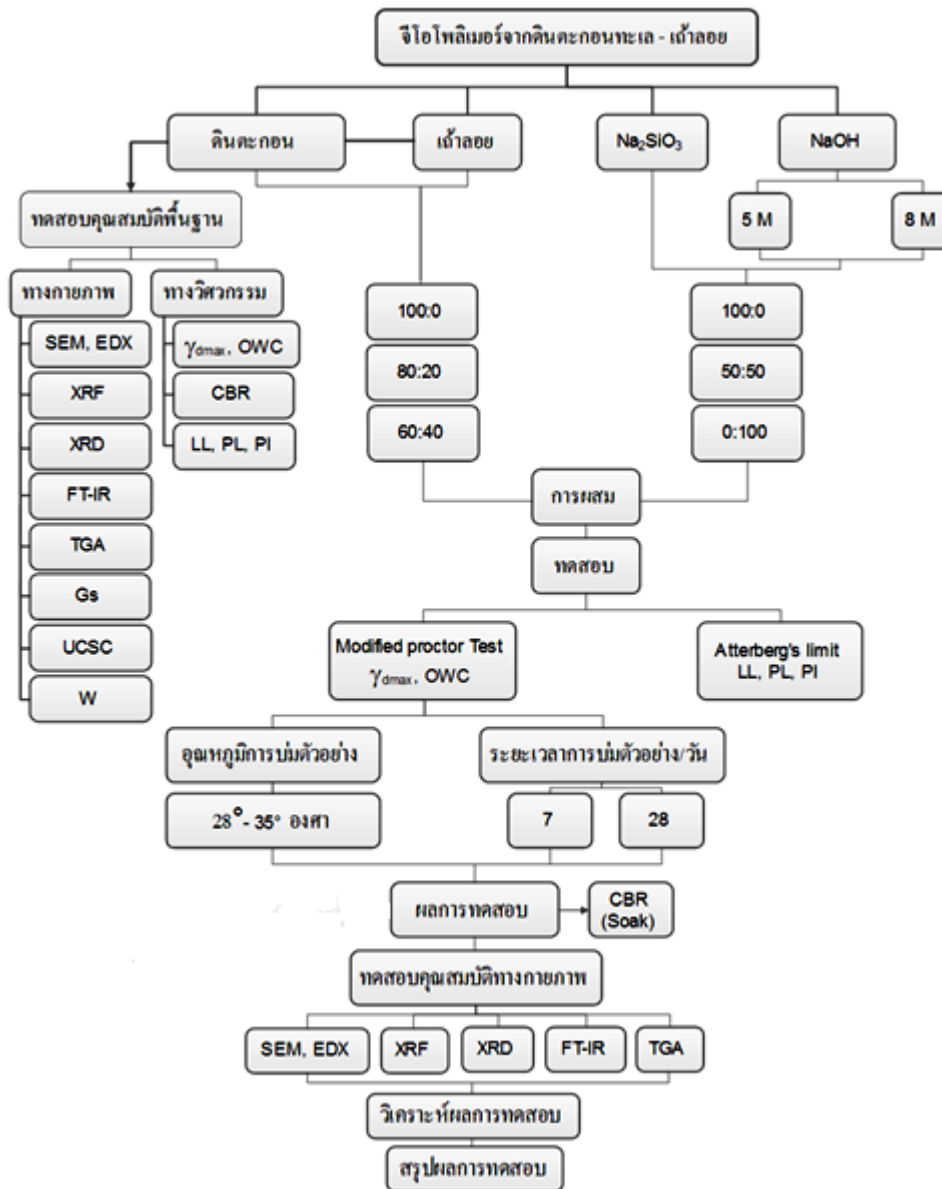 จีโอโพลิเมอร์จากดินตะกอนทะเล - เถ้าลอย
ดินตะกอน
เถ้าลอย
Na₂SiO₃
NaOH
ทดสอบคุณสมบัติพื้นฐาน
5 M
8 M
ทางกายภาพ
ทางวิศวกรรม
SEM, EDX
XRF
XRD
FT-IR
TGA
Gs
UCSC
W
γdmax, OWC
CBR
LL, PL, PI
100:0
80:20
60:40
100:0
50:50
0:100
การผสม
ทดสอบ
Modified proctor Test
γdmax, OWC
Atterberg's limit
LL, PL, PI
อุณหภูมิการบ่มตัวอย่าง
ระยะเวลาการบ่มตัวอย่าง/วัน
28°- 35° องศา
7
28
ผลการทดสอบ
CBR
(Soak)
ทดสอบคุณสมบัติทางกายภาพ
SEM, EDX
XRF
XRD
FT-IR
TGA
วิเคราะห์ผลการทดสอบ
สรุปผลการทดสอบ